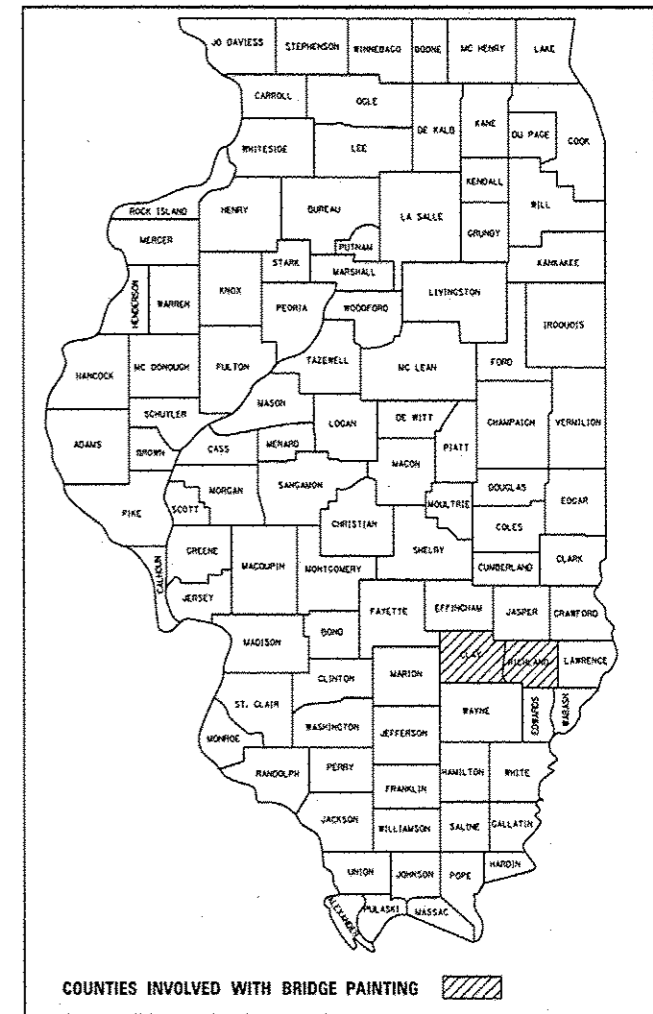 JO DAVIESS STEPHENSON WINNEBAGO BOONE MC HENRY LAKE
CARROLL OGLE DE KALB KANE DU PAGE COOK
WHITESIDE LEE
KENDALL WILL
ROCK ISLAND HENRY BUREAU LA SALLE GRUNDY
MERCER PUTNAM KANKAKEE
STARK MARSHALL
HENDERSON WARREN KNOX PEORIA WOODFORD LIVINGSTON IROQUOIS
HANCOCK MC DONOUGH FULTON TAZEWELL MC LEAN FORD
MASON
SCHUYLER LOGAN DE WITT CHAMPAIGN VERMILION
ADAMS BROWN CASS MENARD PIATT
MACON
MORGAN SANGAMON DOUGLAS EDGAR
PIKE SCOTT CHRISTIAN MOULTRIE COLES
GREENE SHELBY
CALHOUN MACOUPIN MONTGOMERY CUMBERLAND CLARK
JERSEY FAYETTE EFFINGHAM JASPER CRAWFORD
MADISON BOND
CLAY RICHLAND LAWRENCE
CLINTON MARION
ST. CLAIR WAYNE EDWARDS WABASH
MONROE WASHINGTON JEFFERSON
RANDOLPH PERRY HAMILTON WHITE
FRANKLIN
JACKSON WILLIAMSON SALINE GALLATIN
UNION JOHNSON POPE HARDIN
ALEXANDER PULASKI MASSAC
COUNTIES INVOLVED WITH BRIDGE PAINTING